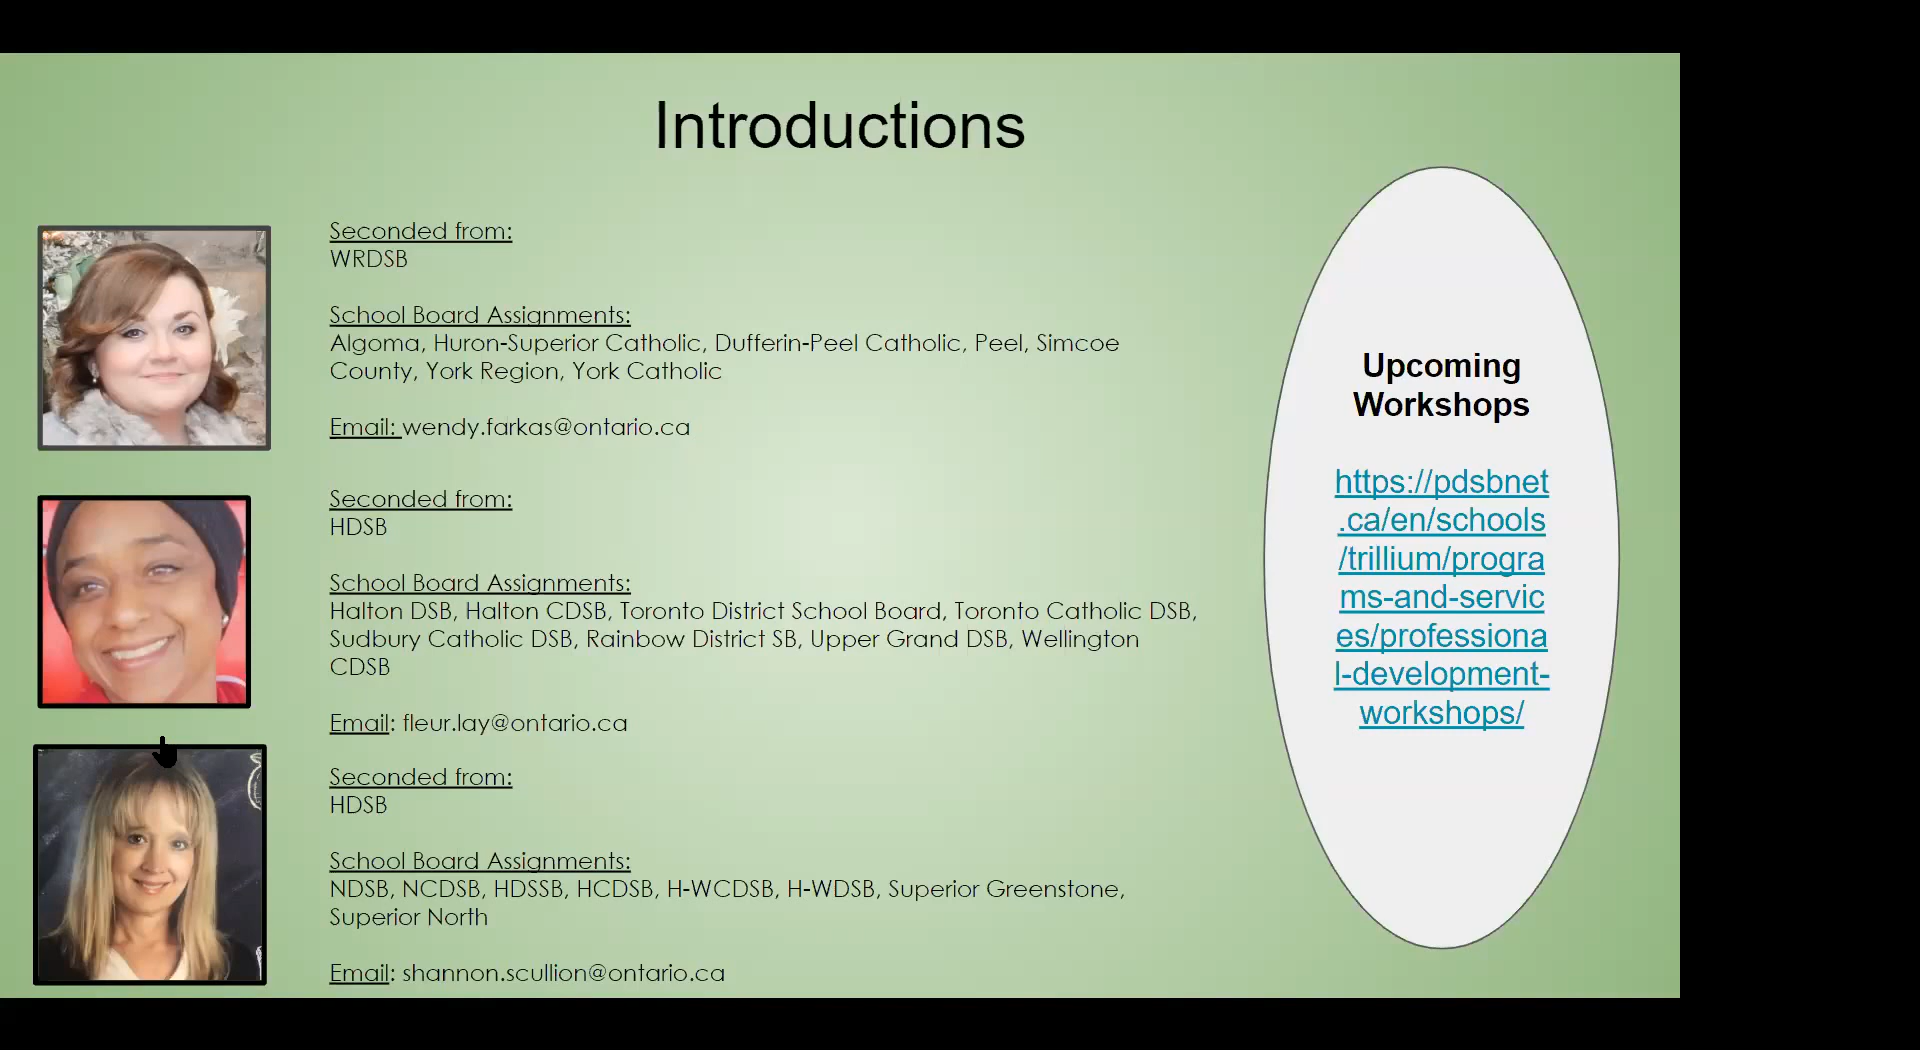 Introductions
Seconded from:
WRDSB
School Board Assignments:
Algoma, Huron-Superior Catholic, Dufferin-Peel Catholic, Peel, Simcoe
County, York Region, York Catholic
Email: wendy.farkas@ontario.ca
Seconded from:
HDSB
School Board Assignments:
Halton DSB, Halton CDSB, Toronto District School Board, Toronto Catholic DSB,
Sudbury Catholic DSB, Rainbow District SB, Upper Grand DSB, Wellington
CDSB
Email: fleur.lay@ontario.ca
Seconded from:
HDSB
School Board Assignments:
NDSB, NCDSB, HDSSB, HCDSB, H-WCDSB, H-WDSB, Superior Greenstone,
Superior North
Email: shannon.scullion@ontario.ca
Upcoming
Workshops
https://pdsbnet
.ca/en/schools
/trillium/progra
ms-and-servic
es/professiona
l-development-
workshops/